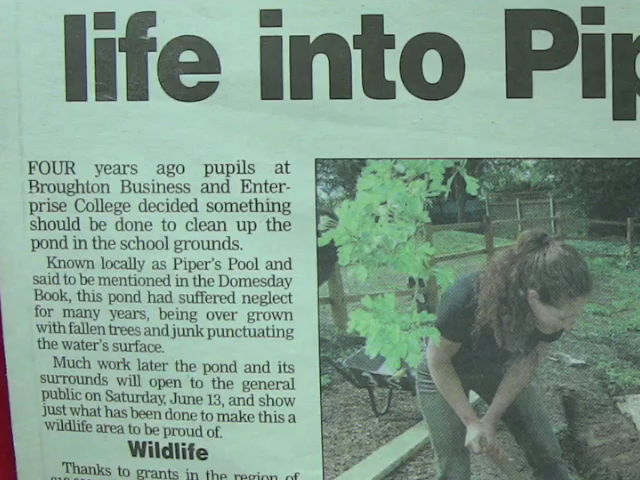 life into Pip
FOUR years ago pupils at
Broughton Business and Enter-
prise College decided something
should be done to clean up the
pond in the school grounds.
Known locally as Piper's Pool and
said to be mentioned in the Domesday
Book, this pond had suffered neglect
for many years, being over grown
with fallen trees and junk punctuating
the water's surface.
Much work later the pond and its
surrounds will open to the general
public on Saturday, June 13, and show
just what has been done to make this a
wildlife area to be proud of.
Wildlife
Thanks to grants in the region of